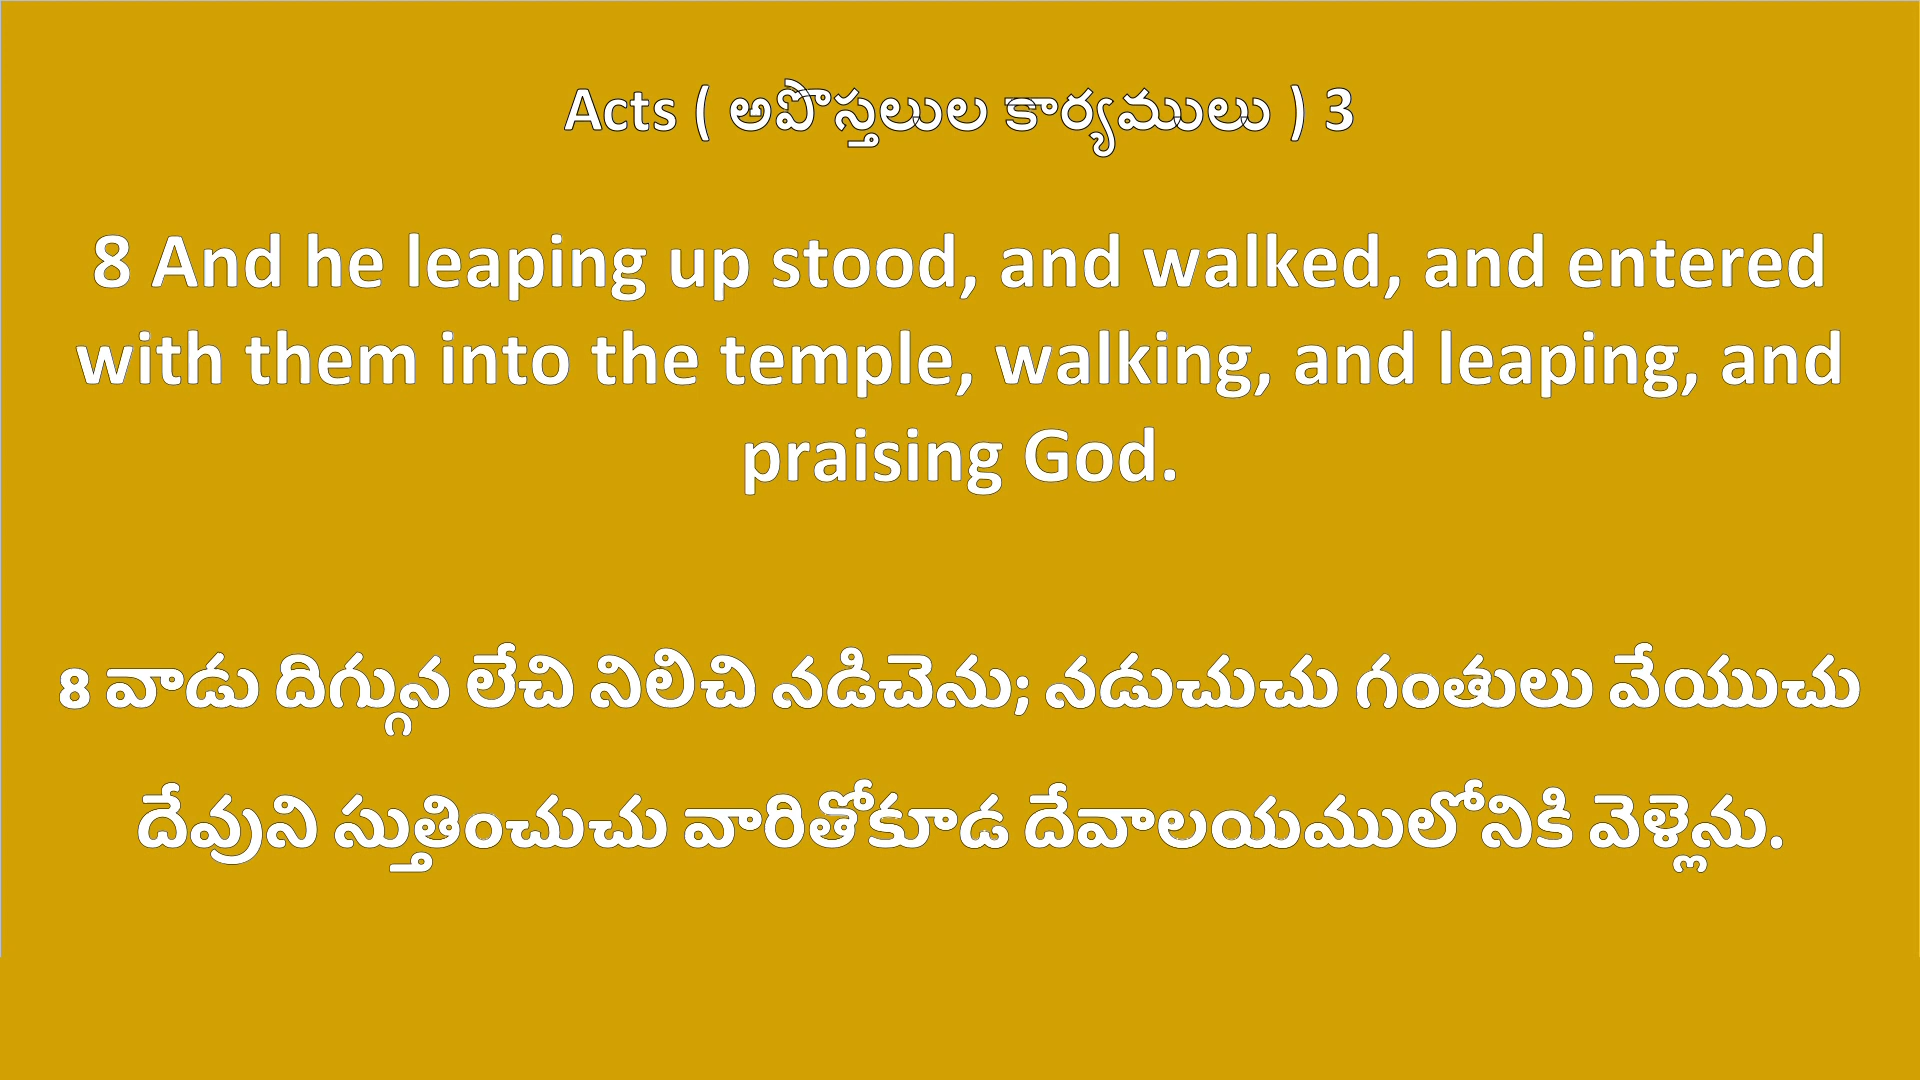 Acts ( అపొస్తలుల కార్యములు ) 3
8 And he leaping up stood, and walked, and entered
with them into the temple, walking, and leaping, and
praising God.
8 వాడు దిగ్గున లేచి నిలిచి నడిచెను; నడుచుచు గంతులు వేయుచు
దేవుని స్తుతించుచు వారితోకూడ దేవాలయములోనికి వెళ్లెను.